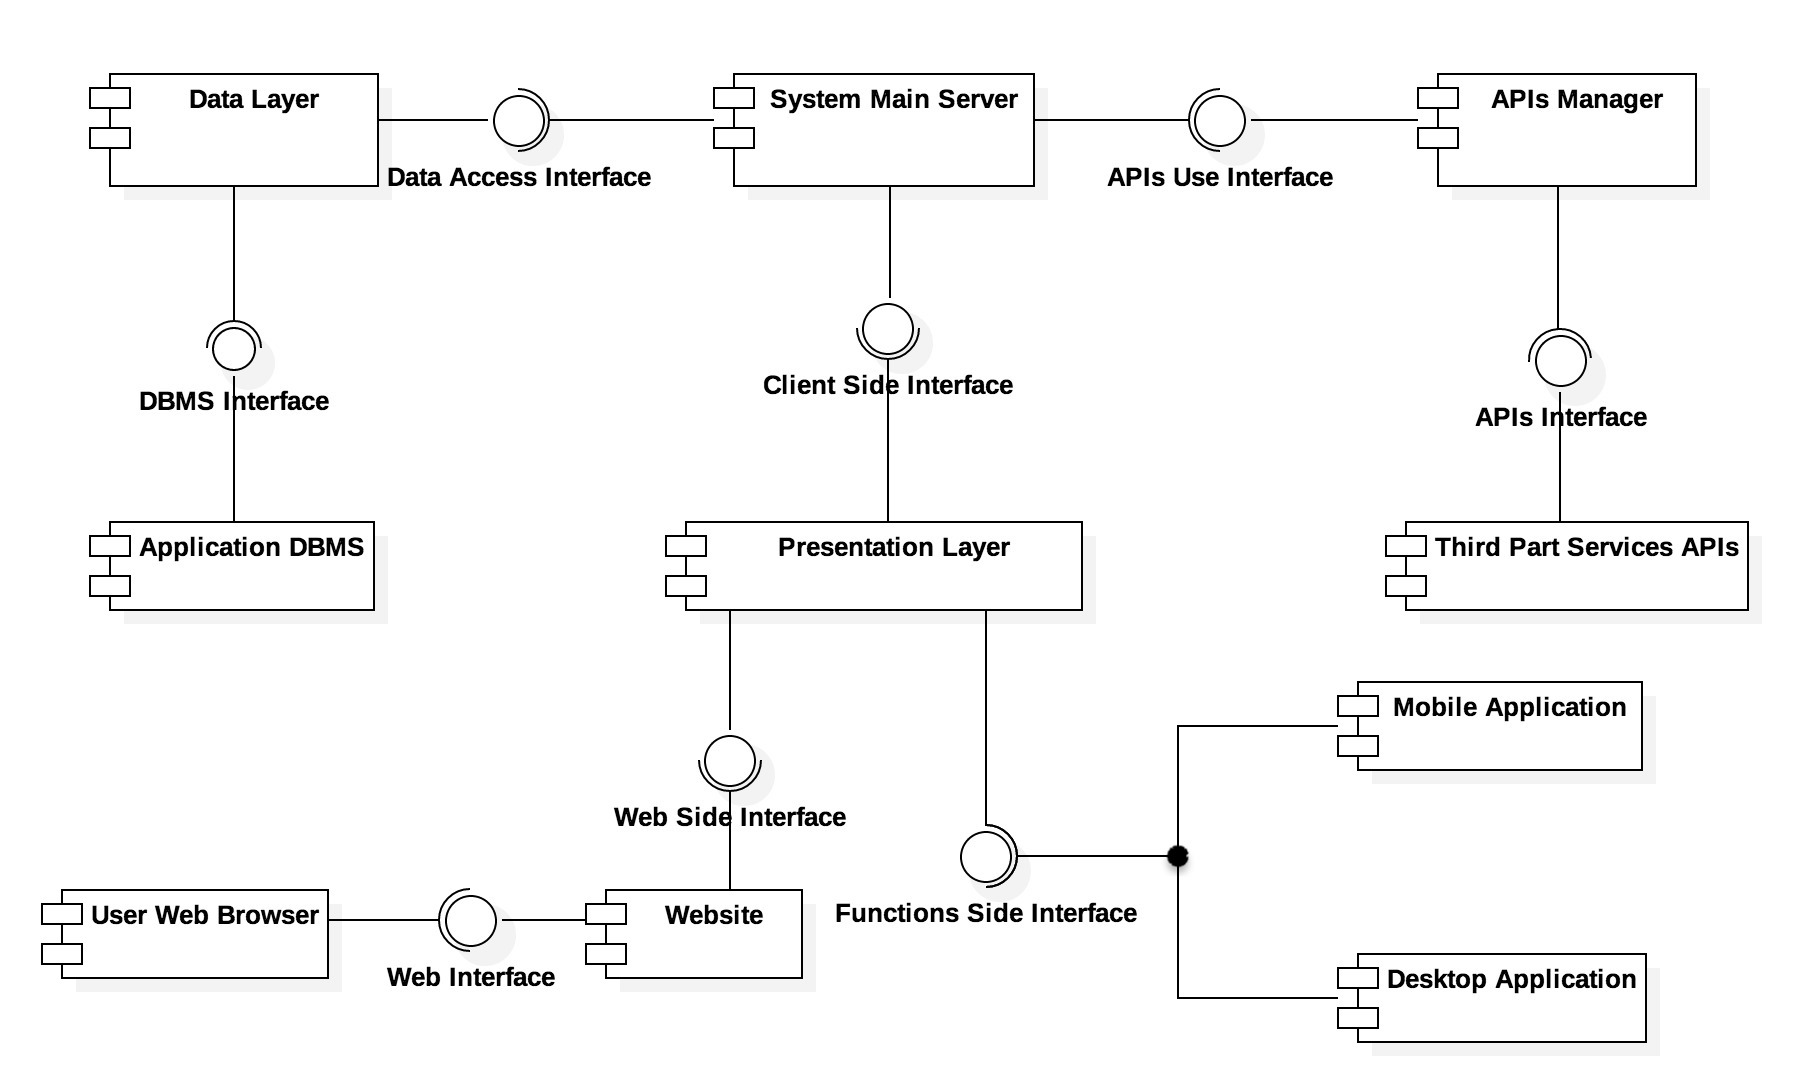 Data Layer
System Main Server
APIs Manager
Data Access Interface
APIs Use Interface
Client Side Interface
DBMS Interface
APIs Interface
Application DBMS
Presentation Layer
Third Part Services APIs
Mobile Application
Web Side Interface
User Web Browser
Website
Functions Side Interface
Web Interface
Desktop Application